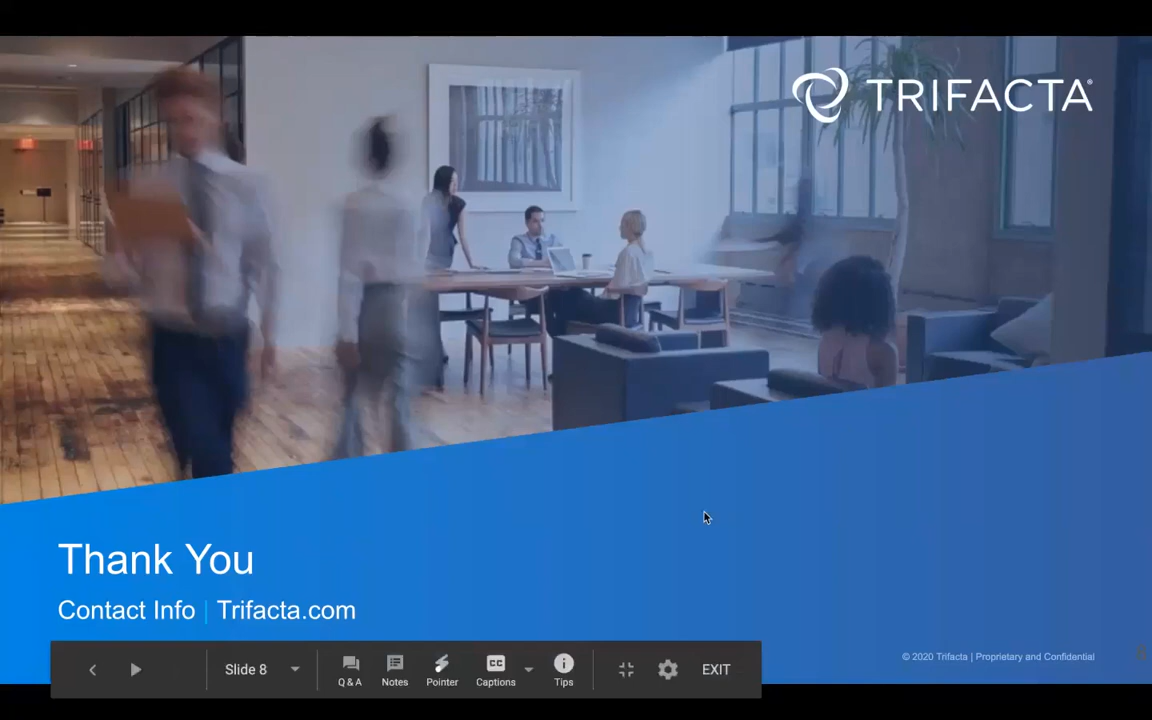 TRIFACTA®
Thank You
Contact Info | Trifacta.com
© 2020 Trifacta | Proprietary and Confidential
Slide 8
Q & A
Notes
Pointer
CC
Captions
Tips
EXIT